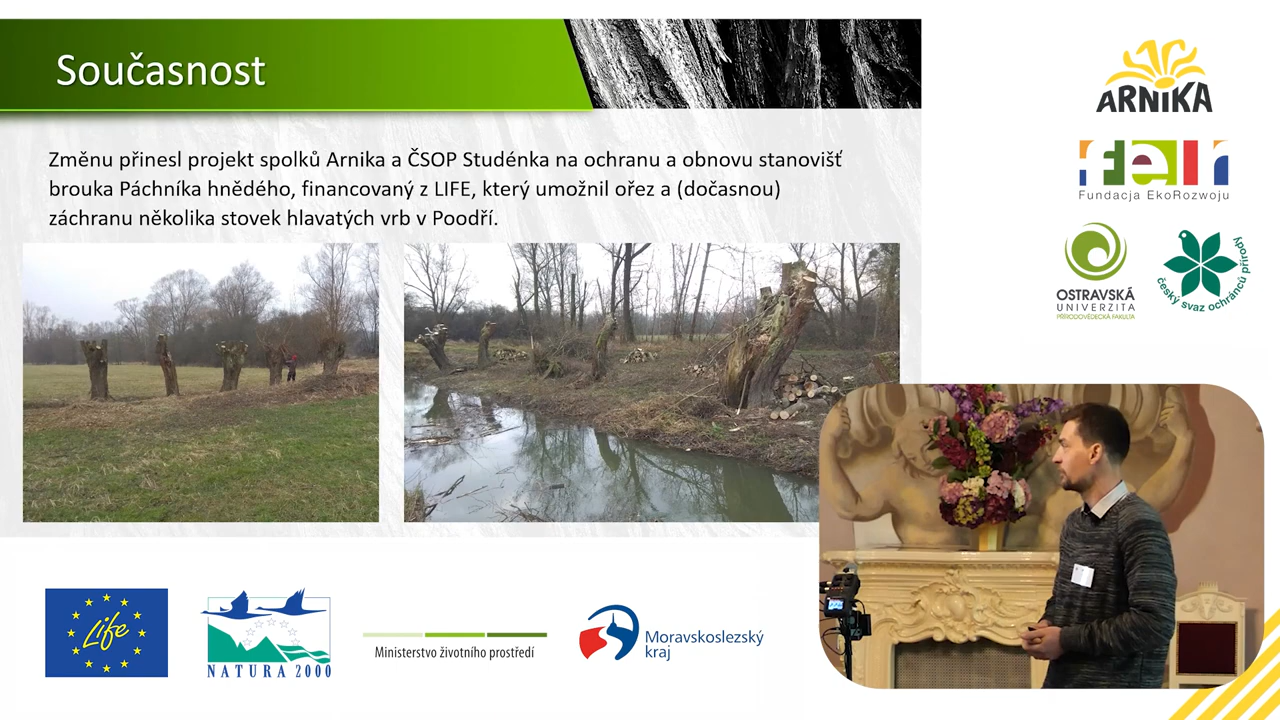 Současnost
Změnu přinesl projekt spolků Arnika a ČSOP Studénka na ochranu a obnovu stanovišť
brouka Páchníka hnědého, financovaný z LIFE, který umožnil ořez a (dočasnou)
záchranu několika stovek hlavatých vrb v Poodří.
ARNIKA
feri
Fundacja EkoRozwoju
OSTRAVSKÁ
UNIVERZITA
PŘÍRODOVĚDECKÁ FAKULTA
český svaz ochránců přírody
Life
NATURA 2000
Ministerstvo životního prostředí
Moravskoslezský
kraj